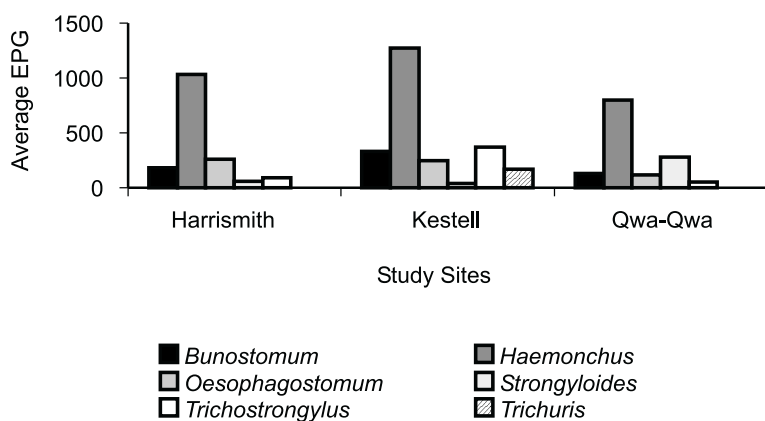 1500
1000
500
0
Average EPG
Harrismith Kestell Qwa-Qwa
Study Sites
Bunostomum Haemonchus
Oesophagostomum Strongyloides
Trichostrongylus Trichuris